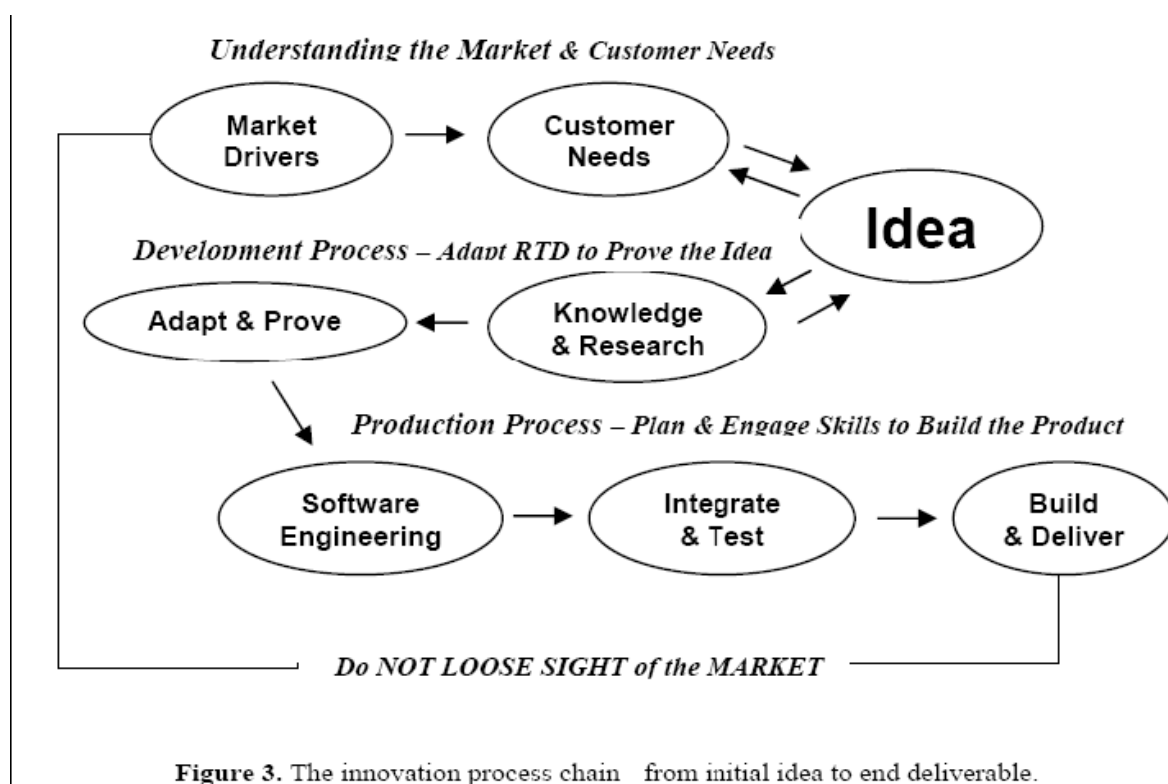 Understanding the Market & Customer Needs
Market
Drivers
Customer
Needs
Idea
Development Process – Adapt RTD to Prove the Idea
Adapt & Prove
Knowledge
& Research
Production Process – Plan & Engage Skills to Build the Product
Software
Engineering
Integrate
& Test
Build
& Deliver
Do NOT LOOSE SIGHT of the MARKET
Figure 3. The innovation process chain from initial idea to end deliverable.